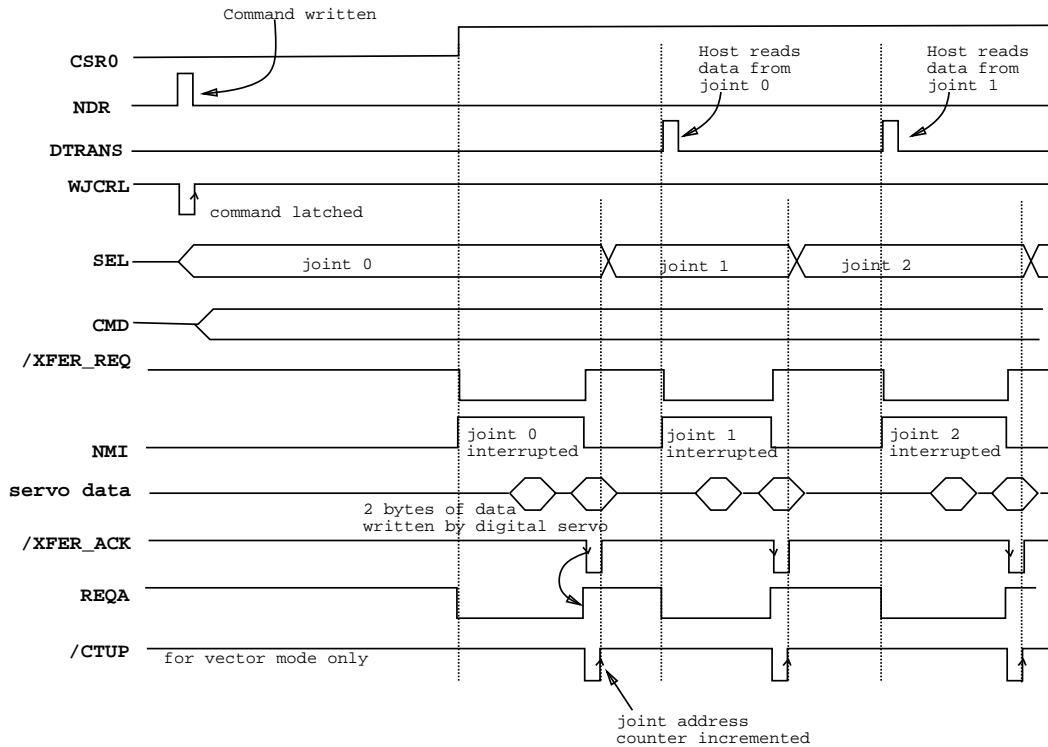 Command written
CSR0
Host reads
data from
joint 0
Host reads
data from
joint 1
NDR
DTRANS
WJCRL
command latched
SEL
joint 0
joint 1
joint 2
CMD
/XFER_REQ
NMI
joint 0
interrupted
joint 1
interrupted
joint 2
interrupted
servo data
2 bytes of data
written by digital servo
/XFER_ACK
REQA
/CTUP
for vector mode only
joint address
counter incremented